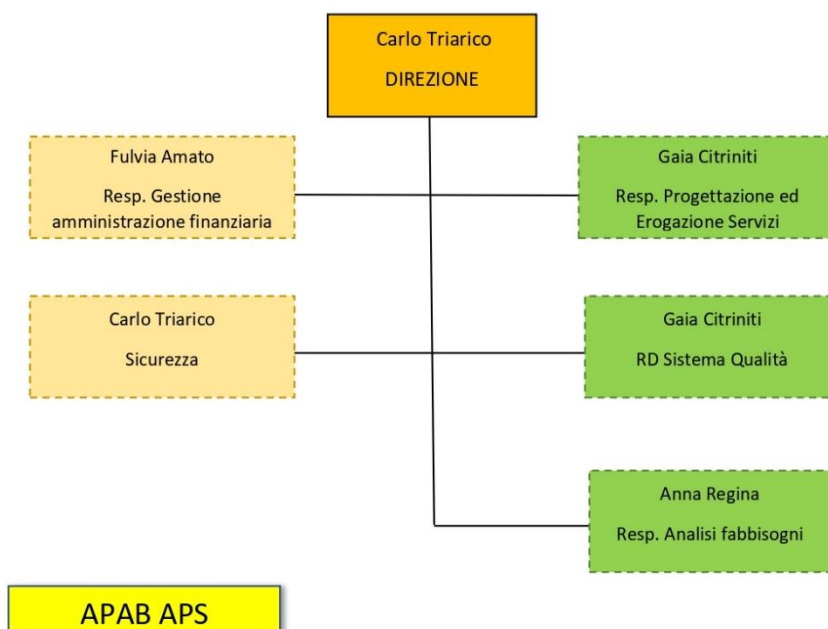 Carlo Triarico
DIREZIONE
Fulvia Amato
Resp. Gestione
amministrazione finanziaria
Gaia Citriniti
Resp. Progettazione ed
Erogazione Servizi
Carlo Triarico
Sicurezza
Gaia Citriniti
RD Sistema Qualità
Anna Regina
Resp. Analisi fabbisogni
APAB APS